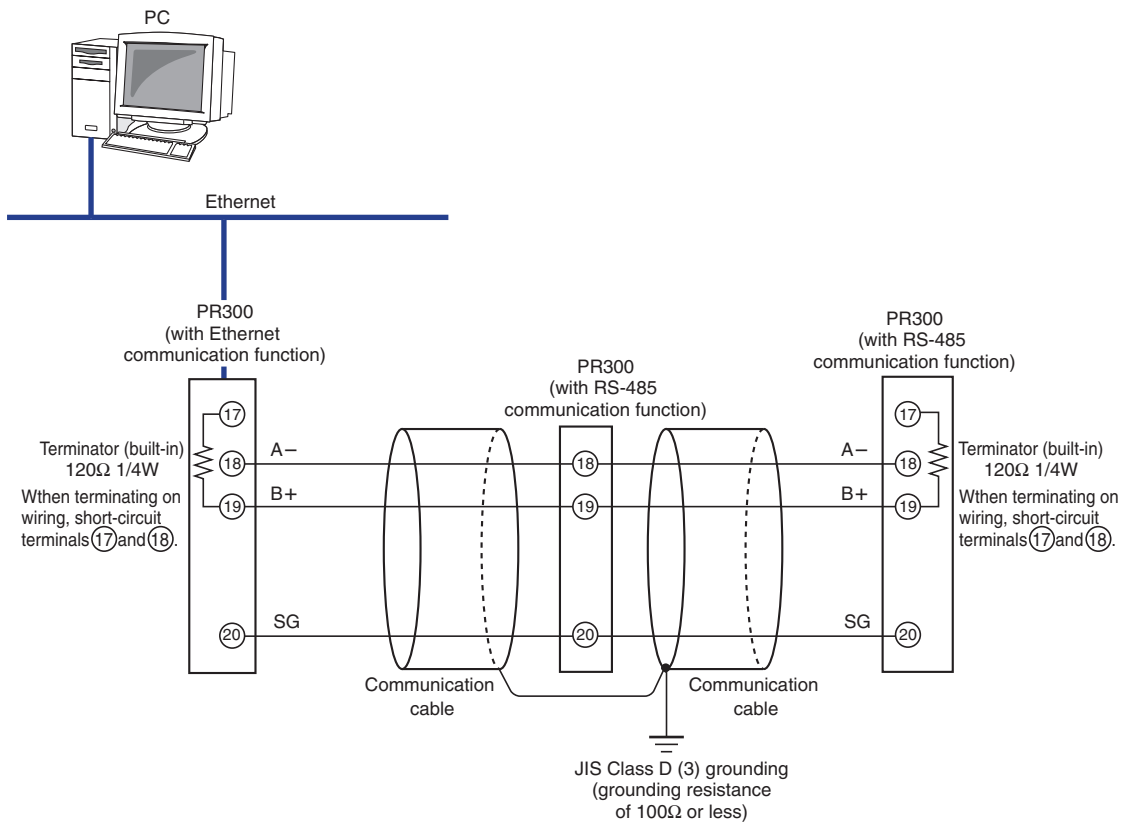 PC
Ethernet
PR300
(with Ethernet
communication function)
PR300
(with RS-485
communication function)
PR300
(with RS-485
communication function)
Terminator (built-in)
120Ω 1/4W
Wthen terminating on
wiring, short-circuit
terminals 17 and 18.
17
18
19
20
A−
B+
SG
18
19
20
A−
B+
SG
17
18
19
20
Terminator (built-in)
120Ω 1/4W
Wthen terminating on
wiring, short-circuit
terminals 17 and 18.
Communication
cable
Communication
cable
JIS Class D (3) grounding
(grounding resistance
of 100Ω or less)